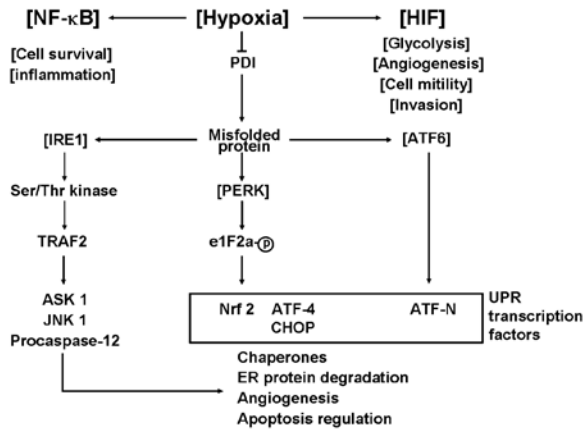 [NF-κB] [Hypoxia] [HIF]
[Cell survival]
[inflammation]
PDI
[Glycolysis]
[Angiogenesis]
[Cell mitility]
[Invasion]
[IRE1] Misfolded protein [ATF6]
Ser/Thr kinase
[PERK]
TRAF2
e1F2a-P
ASK 1
JNK 1
Procaspase-12
Nrf 2 ATF-4 ATF-N
CHOP
UPR
transcription
factors
Chaperones
ER protein degradation
Angiogenesis
Apoptosis regulation